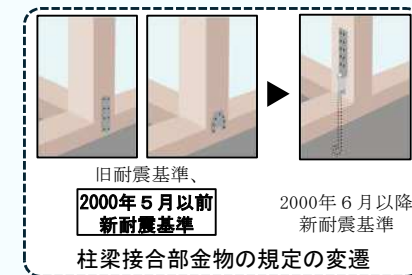 旧耐震基準、
2000年5月以前
新耐震基準
2000年6月以降
新耐震基準
柱梁接合部金物の規定の変遷